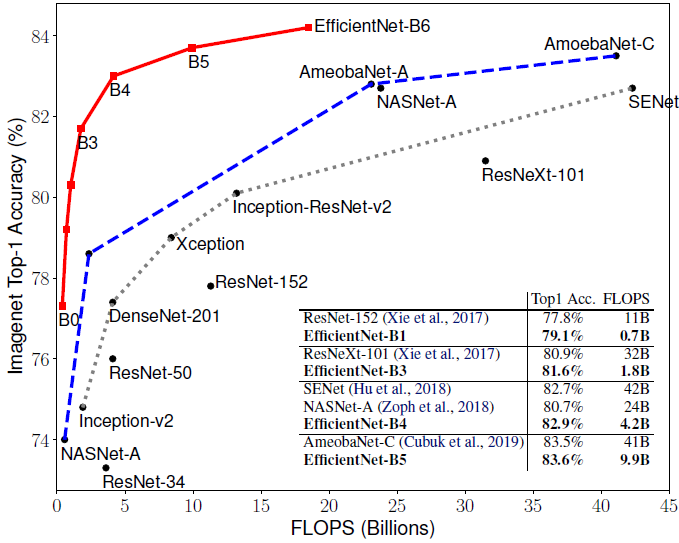 84
82
80
78
76
74
Imagenet Top-1 Accuracy (%)
EfficientNet-B6
B5
B4
B3
B0
AmoebaNet-C
AmeobaNet-A
NASNet-A
SENet
ResNeXt-101
Inception-ResNet-v2
Xception
ResNet-152
DenseNet-201
ResNet-50
Inception-v2
NASNet-A
ResNet-34
Top1 Acc. FLOPS
ResNet-152 (Xie et al., 2017) 77.8% 11B
EfficientNet-B1 79.1% 0.7B
ResNeXt-101 (Xie et al., 2017) 80.9% 32B
EfficientNet-B3 81.6% 1.8B
SENet (Hu et al., 2018) 82.7% 42B
NASNet-A (Zoph et al., 2018) 80.7% 24B
EfficientNet-B4 82.9% 4.2B
AmeobaNet-C (Cubuk et al., 2019) 83.5% 41B
EfficientNet-B5 83.6% 9.9B
0 5 10 15 20 25 30 35 40 45
FLOPS (Billions)